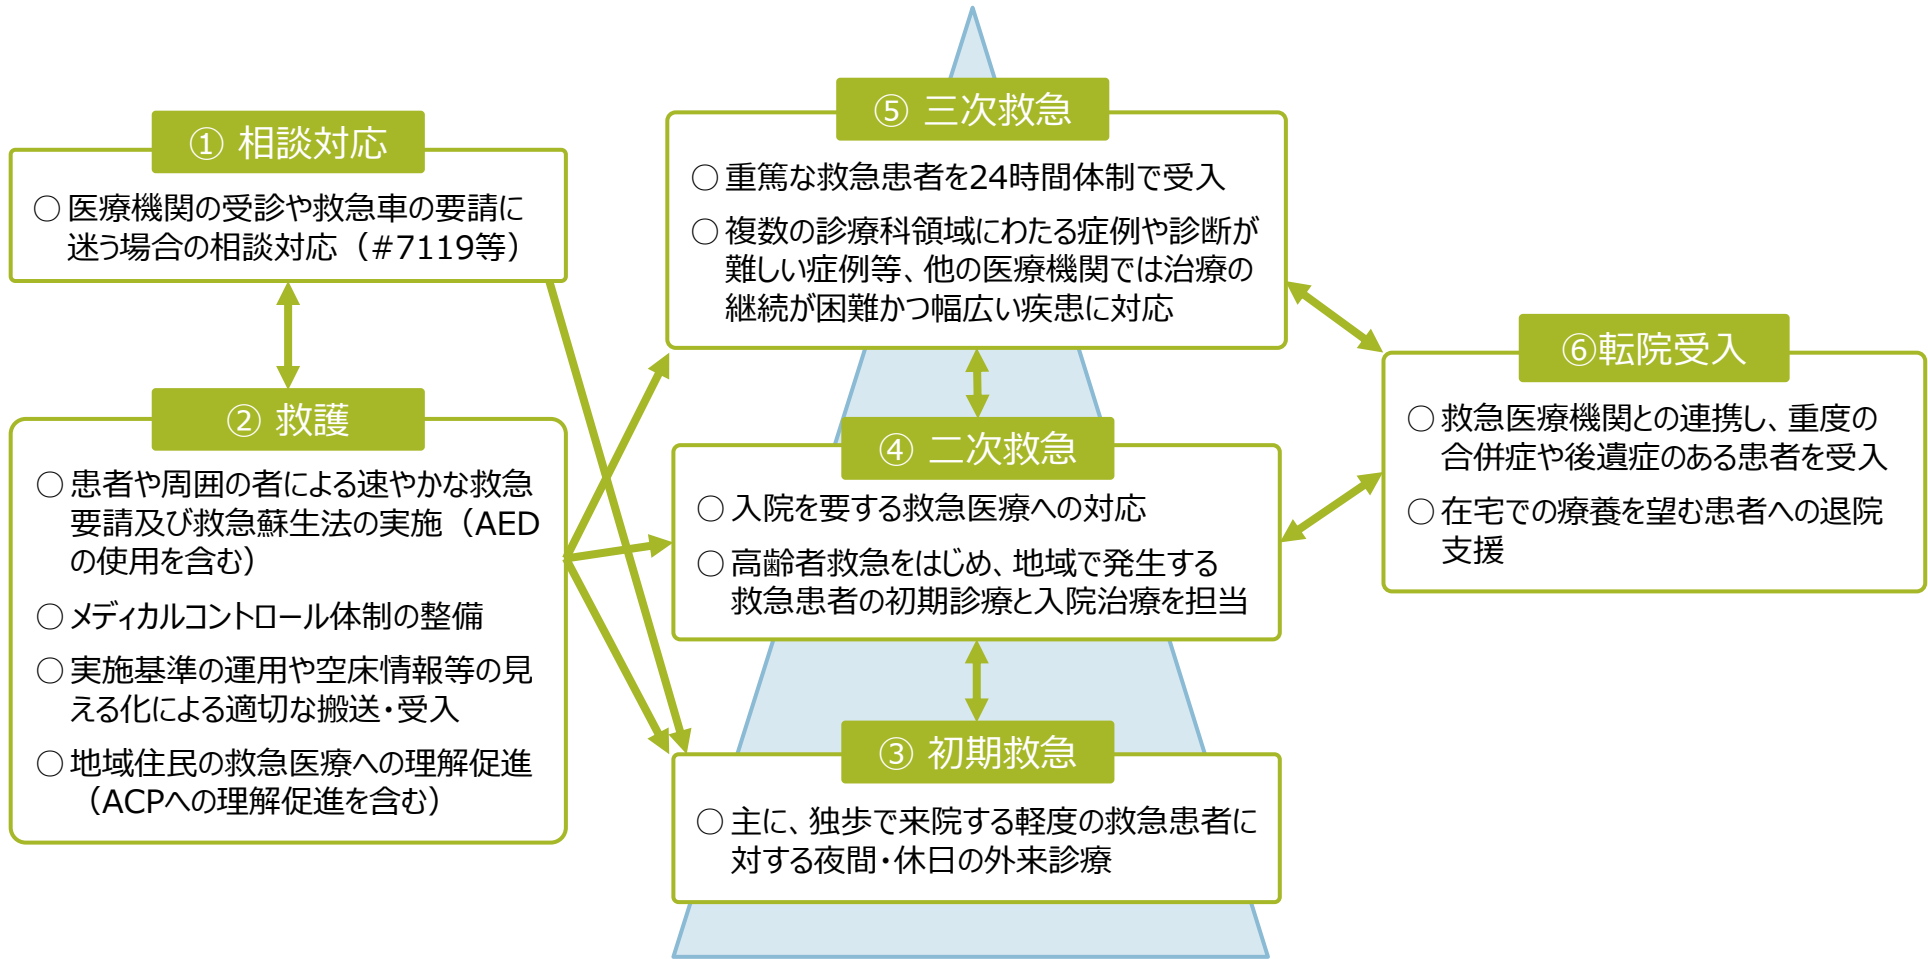 ① 相談対応
○ 医療機関の受診や救急車の要請に
迷う場合の相談対応（#7119等）
② 救護
○ 患者や周囲の者による速やかな救急
要請及び救急蘇生法の実施（AED
の使用を含む）
○ メディカルコントロール体制の整備
○ 実施基準の運用や空床情報等の見
える化による適切な搬送・受入
○ 地域住民の救急医療への理解促進
（ACPへの理解促進を含む）
⑤ 三次救急
○ 重篤な救急患者を24時間体制で受入
○ 複数の診療科領域にわたる症例や診断が
難しい症例等、他の医療機関では治療の
継続が困難かつ幅広い疾患に対応
④ 二次救急
○ 入院を要する救急医療への対応
○ 高齢者救急をはじめ、地域で発生する
救急患者の初期診療と入院治療を担当
③ 初期救急
○ 主に、独歩で来院する軽度の救急患者に
対する夜間・休日の外来診療
⑥転院受入
○ 救急医療機関との連携し、重度の
合併症や後遺症のある患者を受入
○ 在宅での療養を望む患者への退院
支援